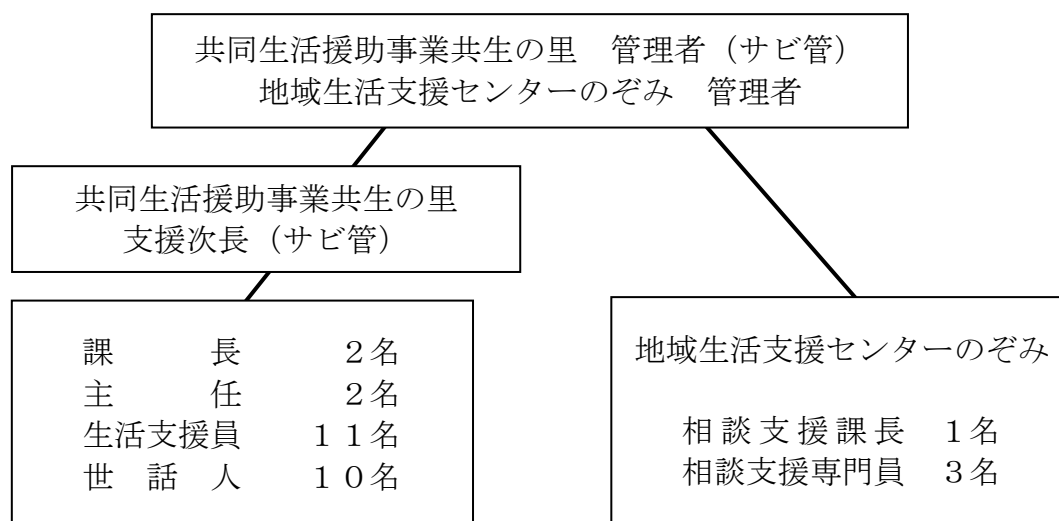 共同生活援助事業共生の里　管理者（サビ管）
地域生活支援センターのぞみ　管理者
共同生活援助事業共生の里
支援次長（サビ管）
課　　　長　　　２名
主　　　任　　　２名
生活支援員　　１１名
世　話　人　　１０名
地域生活支援センターのぞみ
相談支援課長　１名
相談支援専門員　３名